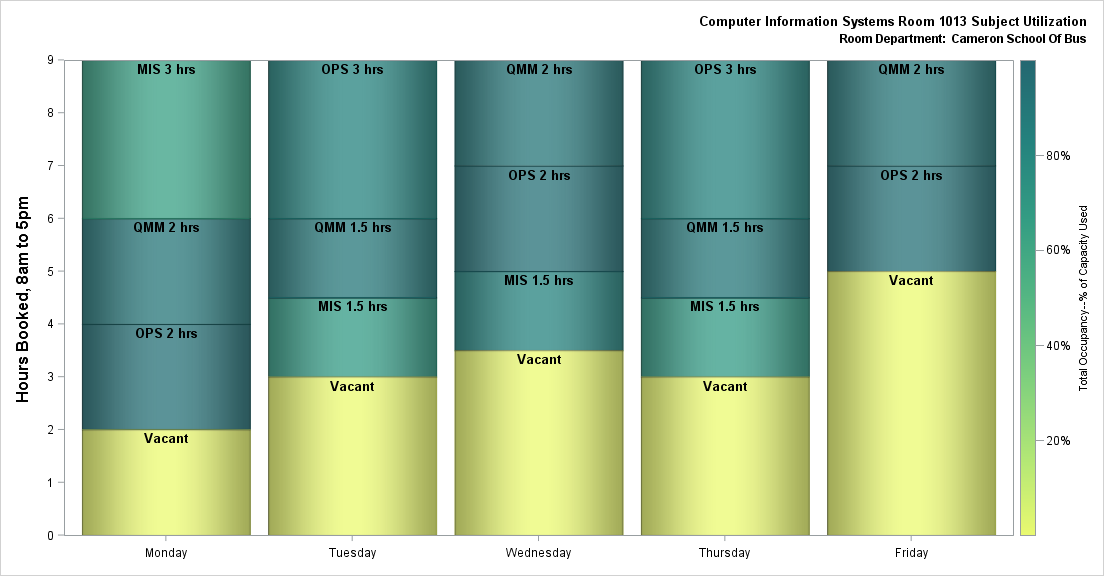 Computer Information Systems Room 1013 Subject Utilization
Room Department: Cameron School Of Bus
Hours Booked, 8am to 5pm
9
8
7
6
5
4
3
2
1
0
MIS 3 hrs
QMM 2 hrs
OPS 2 hrs
Vacant
Monday
OPS 3 hrs
QMM 1.5 hrs
MIS 1.5 hrs
Vacant
Tuesday
QMM 2 hrs
OPS 2 hrs
MIS 1.5 hrs
Vacant
Wednesday
OPS 3 hrs
QMM 1.5 hrs
MIS 1.5 hrs
Vacant
Thursday
QMM 2 hrs
OPS 2 hrs
Vacant
Friday
80%
60%
40%
20%
Total Occupancy--% of Capacity Used